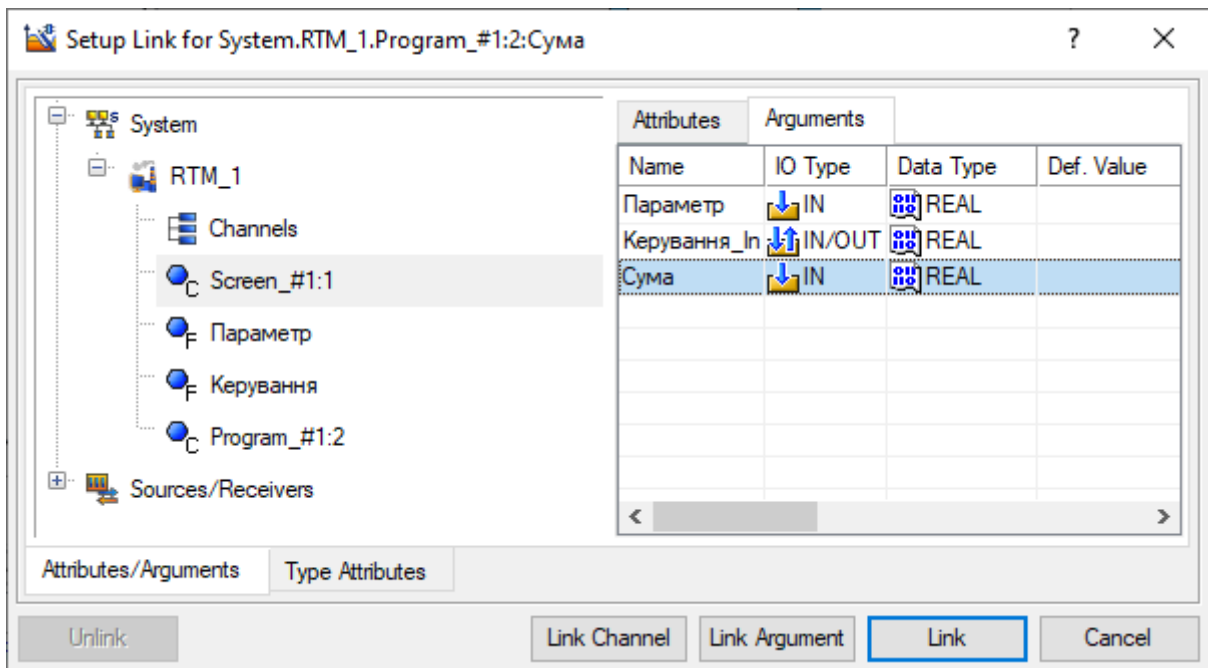 Setup Link for System.RTM_1.Program_#1:2:Сума
System
RTM_1
Channels
Screen_#1:1
Параметр
Керування
Program_#1:2
Sources/Receivers
Attributes Arguments
Name IO Type Data Type Def. Value
Параметр IN REAL
Керування_In IN/OUT REAL
Сума IN REAL
Attributes/Arguments Type Attributes
Unlink Link Channel Link Argument Link Cancel